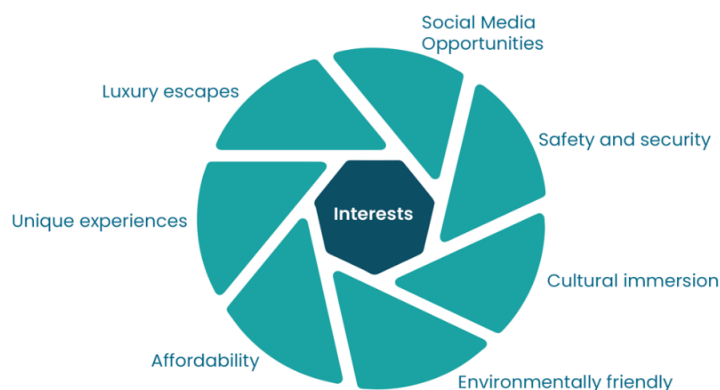 Social Media
Opportunities
Luxury escapes
Safety and security
Unique experiences
Interests
Cultural immersion
Affordability
Environmentally friendly